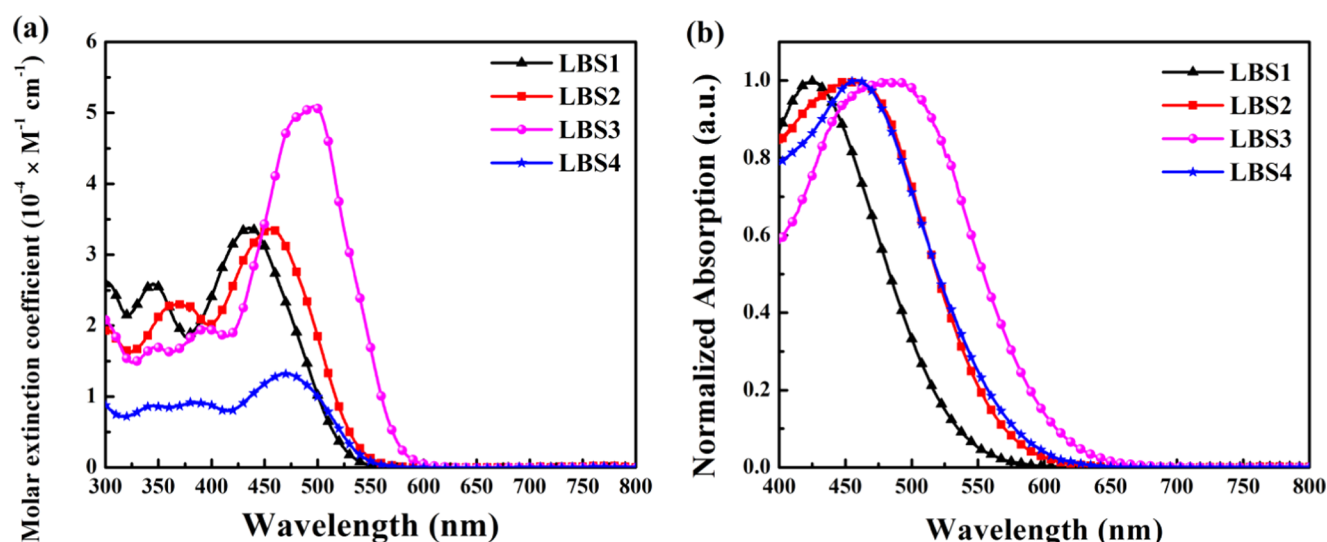 (a)
Molar extinction coefficient (10⁻⁴ × M⁻¹ cm⁻¹)
6
5
4
3
2
1
0
300 350 400 450 500 550 600 650 700 750 800
Wavelength (nm)
LBS1
LBS2
LBS3
LBS4
(b)
Normalized Absorption (a.u.)
1.0
0.8
0.6
0.4
0.2
0.0
400 450 500 550 600 650 700 750 800
Wavelength (nm)
LBS1
LBS2
LBS3
LBS4